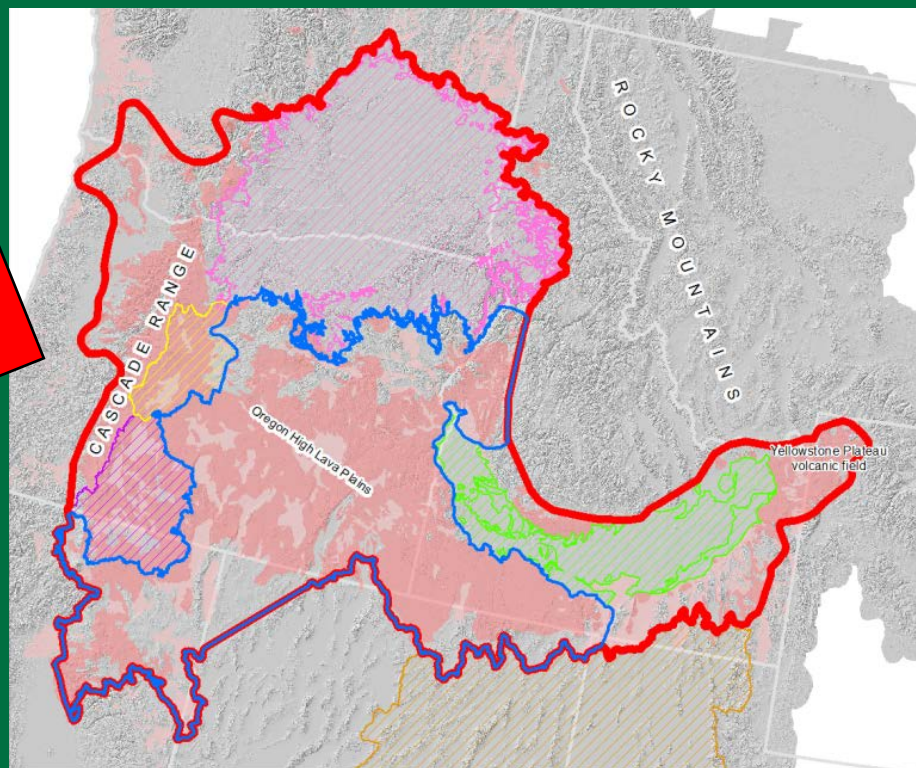 ROCKY MOUNTAINS
CASCADE RANGE
Oregon High Lava Plains
Yellowstone Plateau
volcanic field